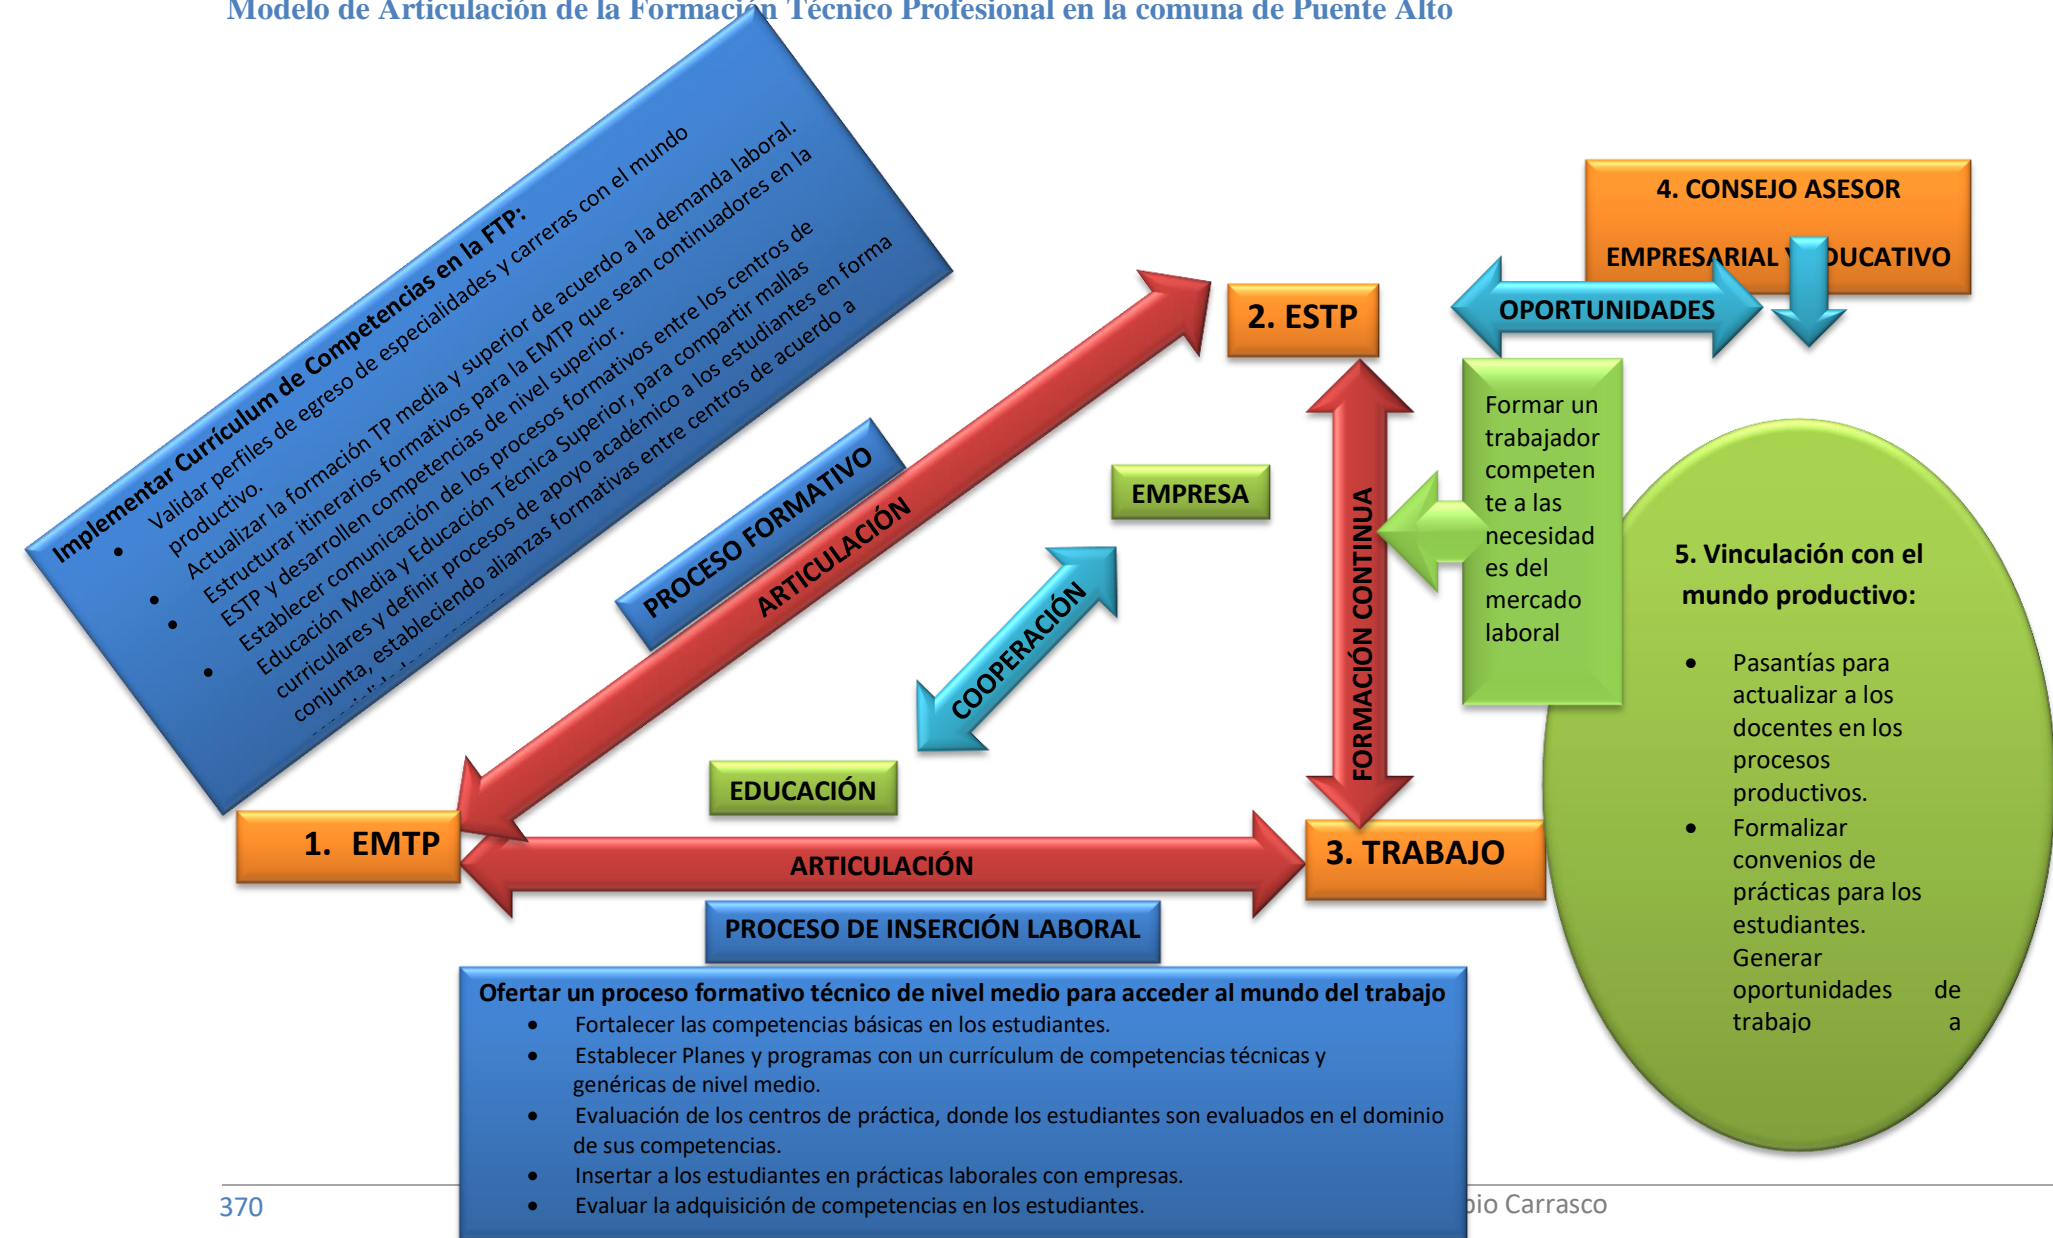 Modelo de Articulación de la Formación Técnico Profesional en la comuna de Puente Alto
Implementar Currículum de Competencias en la FTP:
• Validar perfiles de egreso de especialidades y carreras con el mundo
productivo.
• Actualizar la formación TP media y superior de acuerdo a la demanda laboral.
• Estructurar itinerarios formativos para la EMTP que sean continuadores en la
ESTP y desarrollen competencias de nivel superior.
• Establecer comunicación de los procesos formativos entre los centros de
Educación Media y Educación Técnica Superior, para compartir mallas
curriculares y definir procesos de apoyo académico a los estudiantes en forma
conjunta, estableciendo alianzas formativas entre centros de acuerdo a
PROCESO FORMATIVO
ARTICULACIÓN
1. EMTP
2. ESTP
4. CONSEJO ASESOR
EMPRESARIAL Y EDUCATIVO
OPORTUNIDADES
EMPRESA
COOPERACIÓN
EDUCACIÓN
FORMACIÓN CONTINUA
Formar un
trabajador
competen
te a las
necesidad
es del
mercado
laboral
5. Vinculación con el
mundo productivo:
• Pasantías para
actualizar a los
docentes en los
procesos
productivos.
• Formalizar
convenios de
prácticas para los
estudiantes.
Generar
oportunidades de
trabajo a
ARTICULACIÓN
3. TRABAJO
PROCESO DE INSERCIÓN LABORAL
Ofertar un proceso formativo técnico de nivel medio para acceder al mundo del trabajo
• Fortalecer las competencias básicas en los estudiantes.
• Establecer Planes y programas con un currículum de competencias técnicas y
genéricas de nivel medio.
• Evaluación de los centros de práctica, donde los estudiantes son evaluados en el dominio
de sus competencias.
• Insertar a los estudiantes en prácticas laborales con empresas.
• Evaluar la adquisición de competencias en los estudiantes.
370
Carrasco